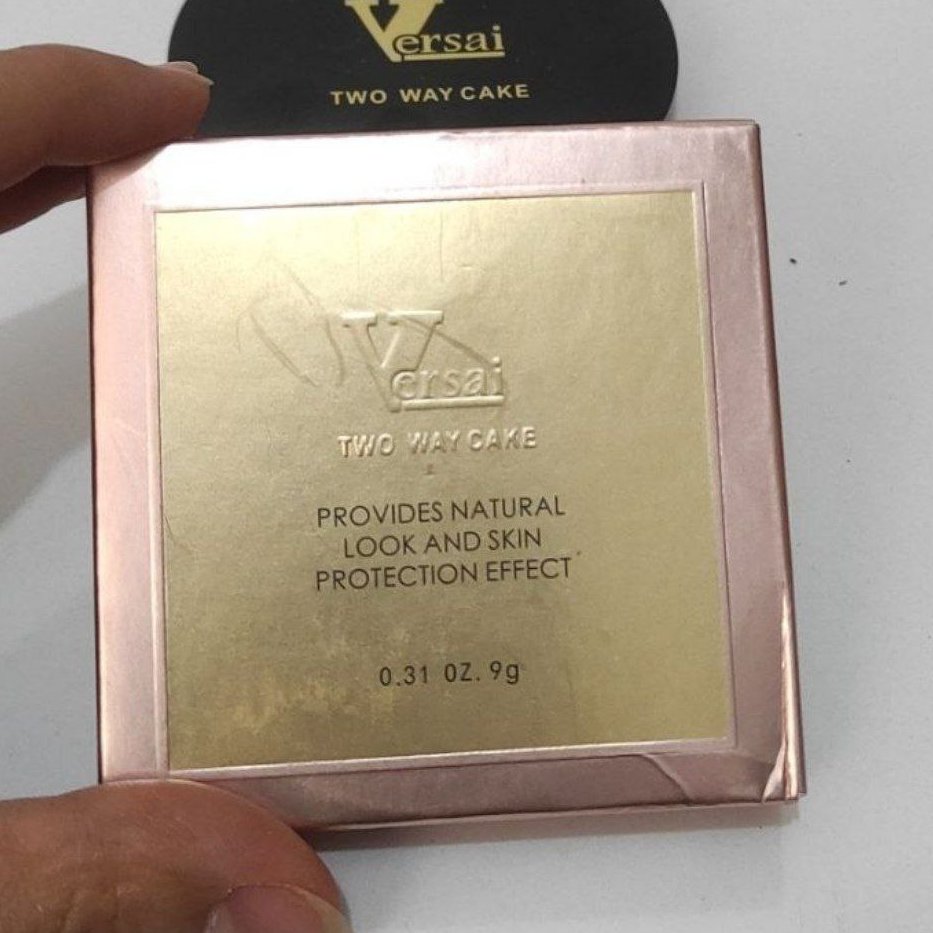 Versai
TWO WAY CAKE
Versai
TWO WAY CAKE
PROVIDES NATURAL
LOOK AND SKIN
PROTECTION EFFECT
0.31 OZ. 9g